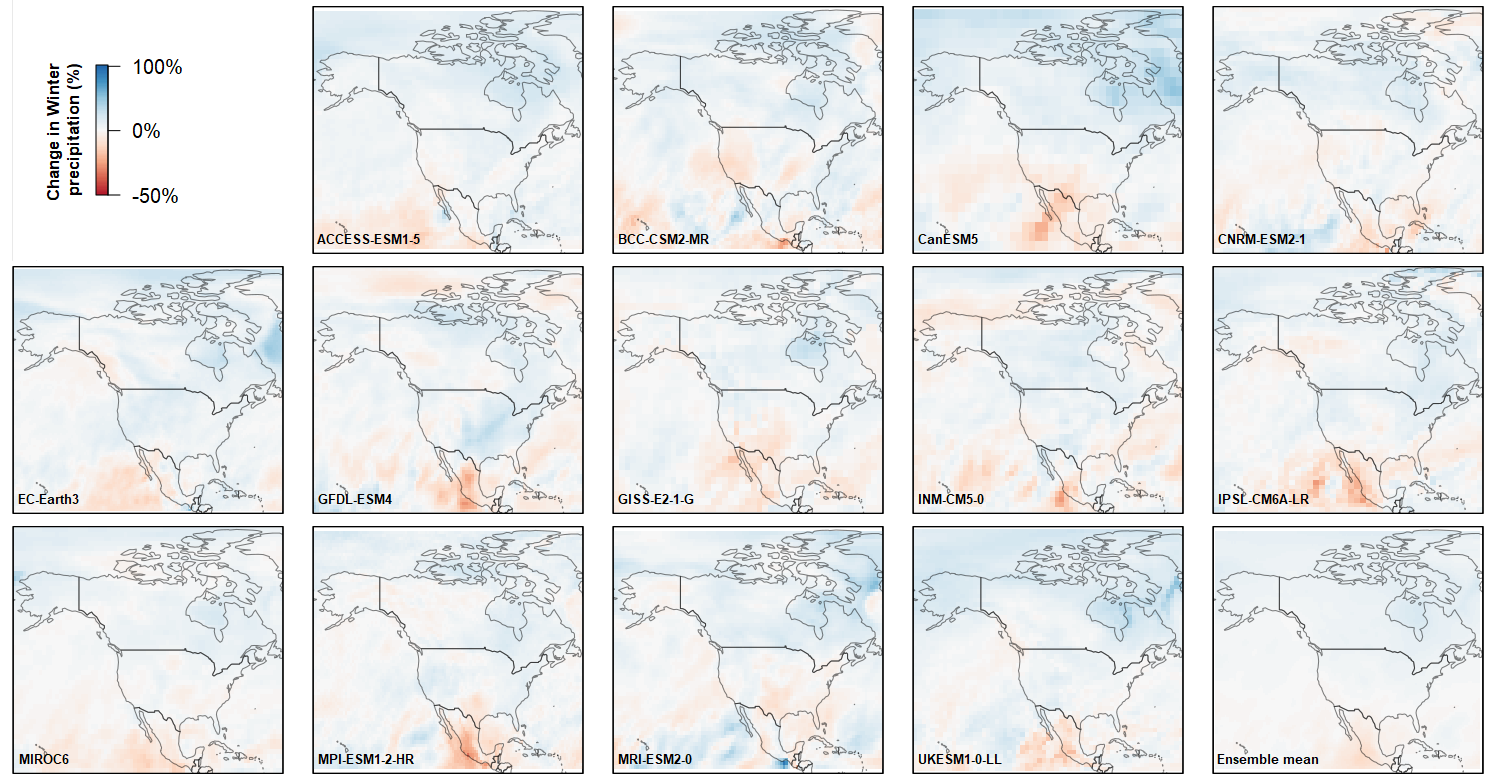 Change in Winter
precipitation (%)
100%
0%
-50%
ACCESS-ESM1-5
BCC-CSM2-MR
CanESM5
CNRM-ESM2-1
EC-Earth3
GFDL-ESM4
GISS-E2-1-G
INM-CM5-0
IPSL-CM6A-LR
MIROC6
MPI-ESM1-2-HR
MRI-ESM2-0
UKESM1-0-LL
Ensemble mean